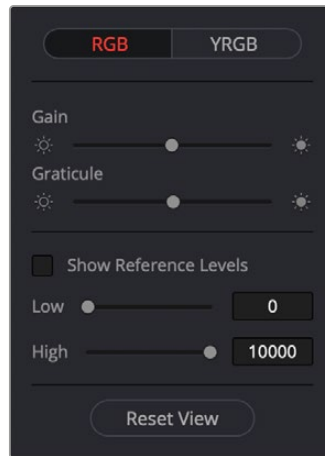 RGB YRGB
Gain
Graticule
Show Reference Levels
Low 0
High 10000
Reset View